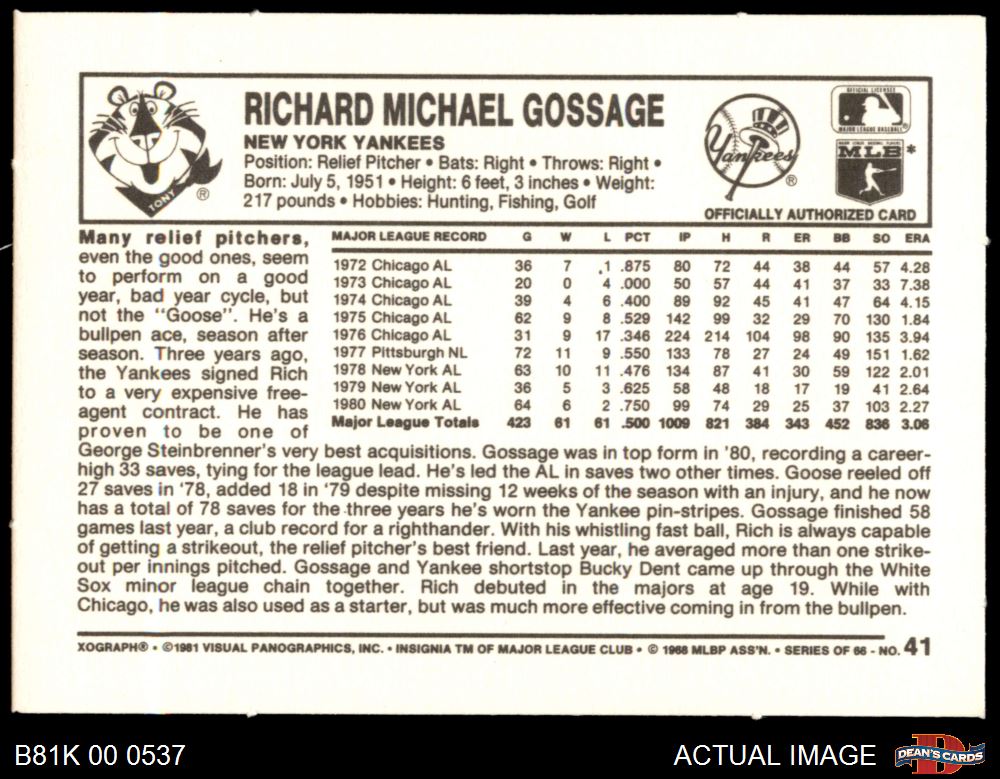 TONY
®
RICHARD MICHAEL GOSSAGE
NEW YORK YANKEES
Position: Relief Pitcher • Bats: Right • Throws: Right •
Born: July 5, 1951 • Height: 6 feet, 3 inches • Weight:
217 pounds • Hobbies: Hunting, Fishing, Golf
Yankees
®
OFFICIAL LICENSEE
MAJOR LEAGUE BASEBALL
MLB *
OFFICIALLY AUTHORIZED CARD
Many relief pitchers,
even the good ones, seem
to perform on a good
year, bad year cycle, but
not the "Goose". He's a
bullpen ace, season after
season. Three years ago,
the Yankees signed Rich
to a very expensive free-
agent contract. He has
proven to be one of
MAJOR LEAGUE RECORD G W L PCT IP H R ER BB SO ERA
1972 Chicago AL 36 7 1 .875 80 72 44 38 44 57 4.28
1973 Chicago AL 20 0 4 .000 50 57 44 41 37 33 7.38
1974 Chicago AL 39 4 6 .400 89 92 45 41 47 64 4.15
1975 Chicago AL 62 9 8 .529 142 99 32 29 70 130 1.84
1976 Chicago AL 31 9 17 .346 224 214 104 98 90 135 3.94
1977 Pittsburgh NL 72 11 9 .550 133 78 27 24 49 151 1.62
1978 New York AL 63 10 11 .476 134 87 41 30 59 122 2.01
1979 New York AL 36 5 3 .625 58 48 18 17 19 41 2.64
1980 New York AL 64 6 2 .750 99 74 29 25 37 103 2.27
Major League Totals 423 61 61 .500 1009 821 384 343 452 836 3.06
George Steinbrenner's very best acquisitions. Gossage was in top form in '80, recording a career-
high 33 saves, tying for the league lead. He's led the AL in saves two other times. Goose reeled off
27 saves in '78, added 18 in '79 despite missing 12 weeks of the season with an injury, and he now
has a total of 78 saves for the three years he's worn the Yankee pin-stripes. Gossage finished 58
games last year, a club record for a righthander. With his whistling fast ball, Rich is always capable
of getting a strikeout, the relief pitcher's best friend. Last year, he averaged more than one strike-
out per innings pitched. Gossage and Yankee shortstop Bucky Dent came up through the White
Sox minor league chain together. Rich debuted in the majors at age 19. While with
Chicago, he was also used as a starter, but was much more effective coming in from the bullpen.
XOGRAPH® • ©1981 VISUAL PANOGRAPHICS, INC. • INSIGNIA TM OF MAJOR LEAGUE CLUB • © 1968 MLBP ASS'N. • SERIES OF 66 - NO. 41
B81K 00 0537
ACTUAL IMAGE
DEAN'S CARDS